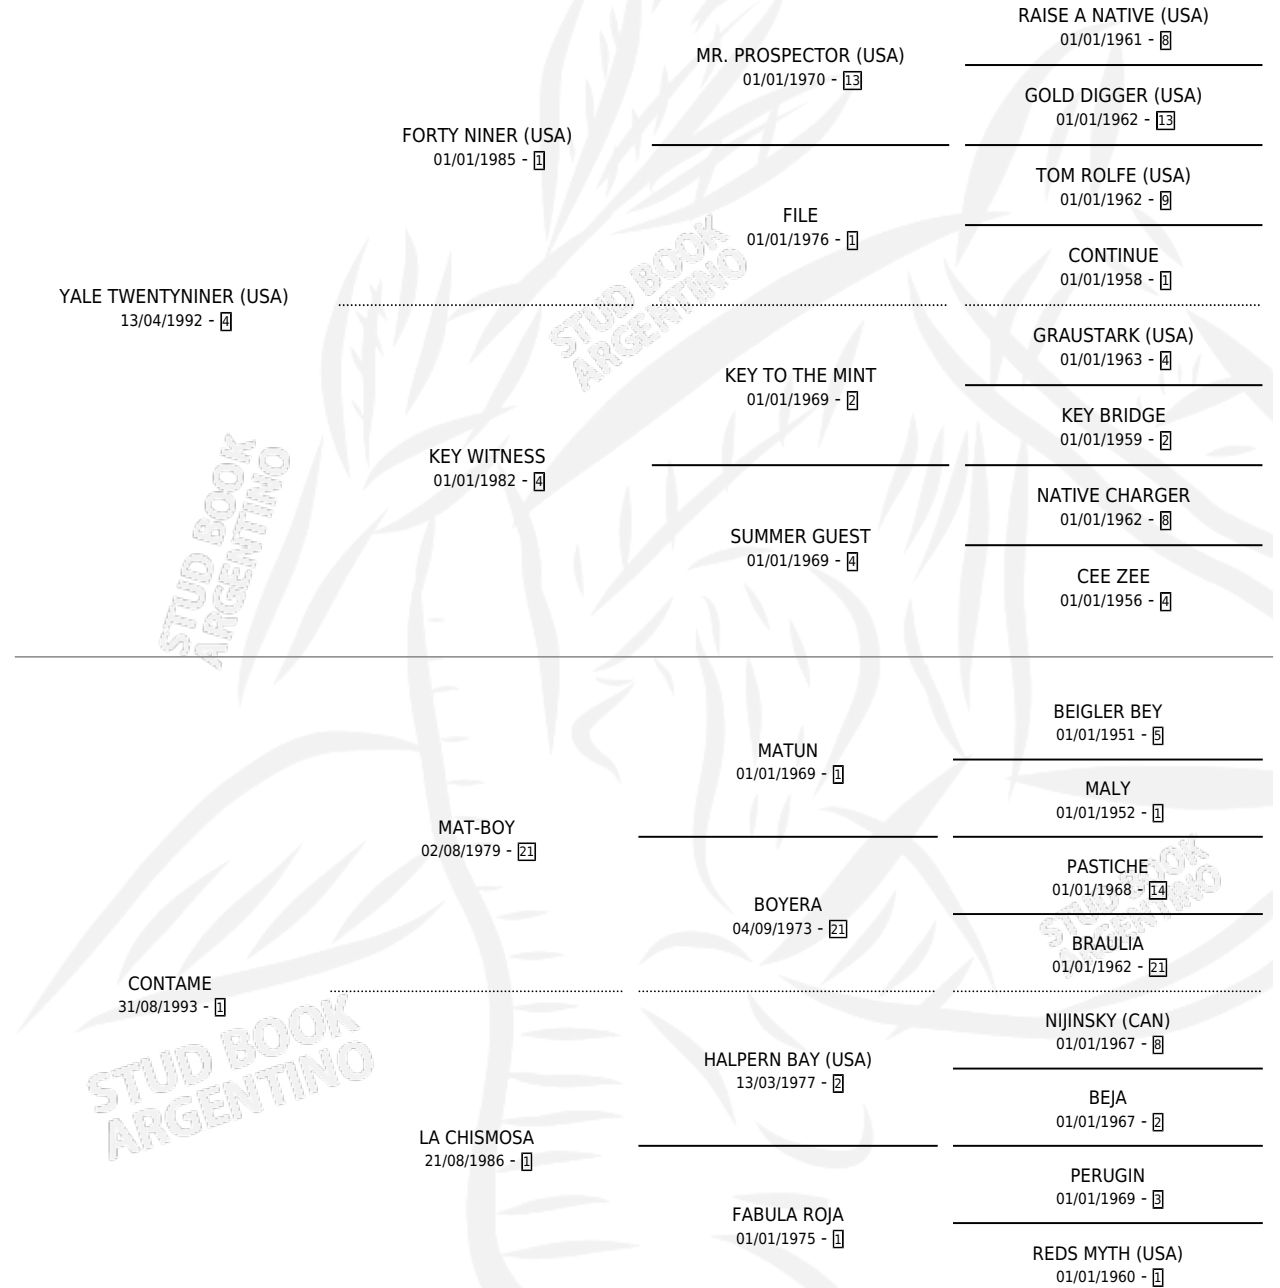 RAISE A NATIVE (USA)
01/01/1961 - 8
MR. PROSPECTOR (USA)
01/01/1970 - 13
GOLD DIGGER (USA)
01/01/1962 - 13
FORTY NINER (USA)
01/01/1985 - 1
TOM ROLFE (USA)
01/01/1962 - 9
FILE
01/01/1976 - 1
CONTINUE
01/01/1958 - 1
YALE TWENTYNINER (USA)
13/04/1992 - 4
GRAUSTARK (USA)
01/01/1963 - 4
KEY TO THE MINT
01/01/1969 - 2
KEY BRIDGE
01/01/1959 - 2
KEY WITNESS
01/01/1982 - 4
NATIVE CHARGER
01/01/1962 - 8
SUMMER GUEST
01/01/1969 - 4
CEE ZEE
01/01/1956 - 4
BEIGLER BEY
01/01/1951 - 5
MATUN
01/01/1969 - 1
MALY
01/01/1952 - 1
MAT-BOY
02/08/1979 - 21
PASTICHE
01/01/1968 - 14
BOYERA
04/09/1973 - 21
BRAULIA
01/01/1962 - 21
CONTAME
31/08/1993 - 1
NIJINSKY (CAN)
01/01/1967 - 8
HALPERN BAY (USA)
13/03/1977 - 2
BEJA
01/01/1967 - 2
LA CHISMOSA
21/08/1986 - 1
PERUGIN
01/01/1969 - 3
FABULA ROJA
01/01/1975 - 1
REDS MYTH (USA)
01/01/1960 - 1
STUD BOOK
ARGENTINO
STUD BOOK
ARGENTINO
STUD BOOK
ARGENTINO
STUD BOOK
ARGENTINO